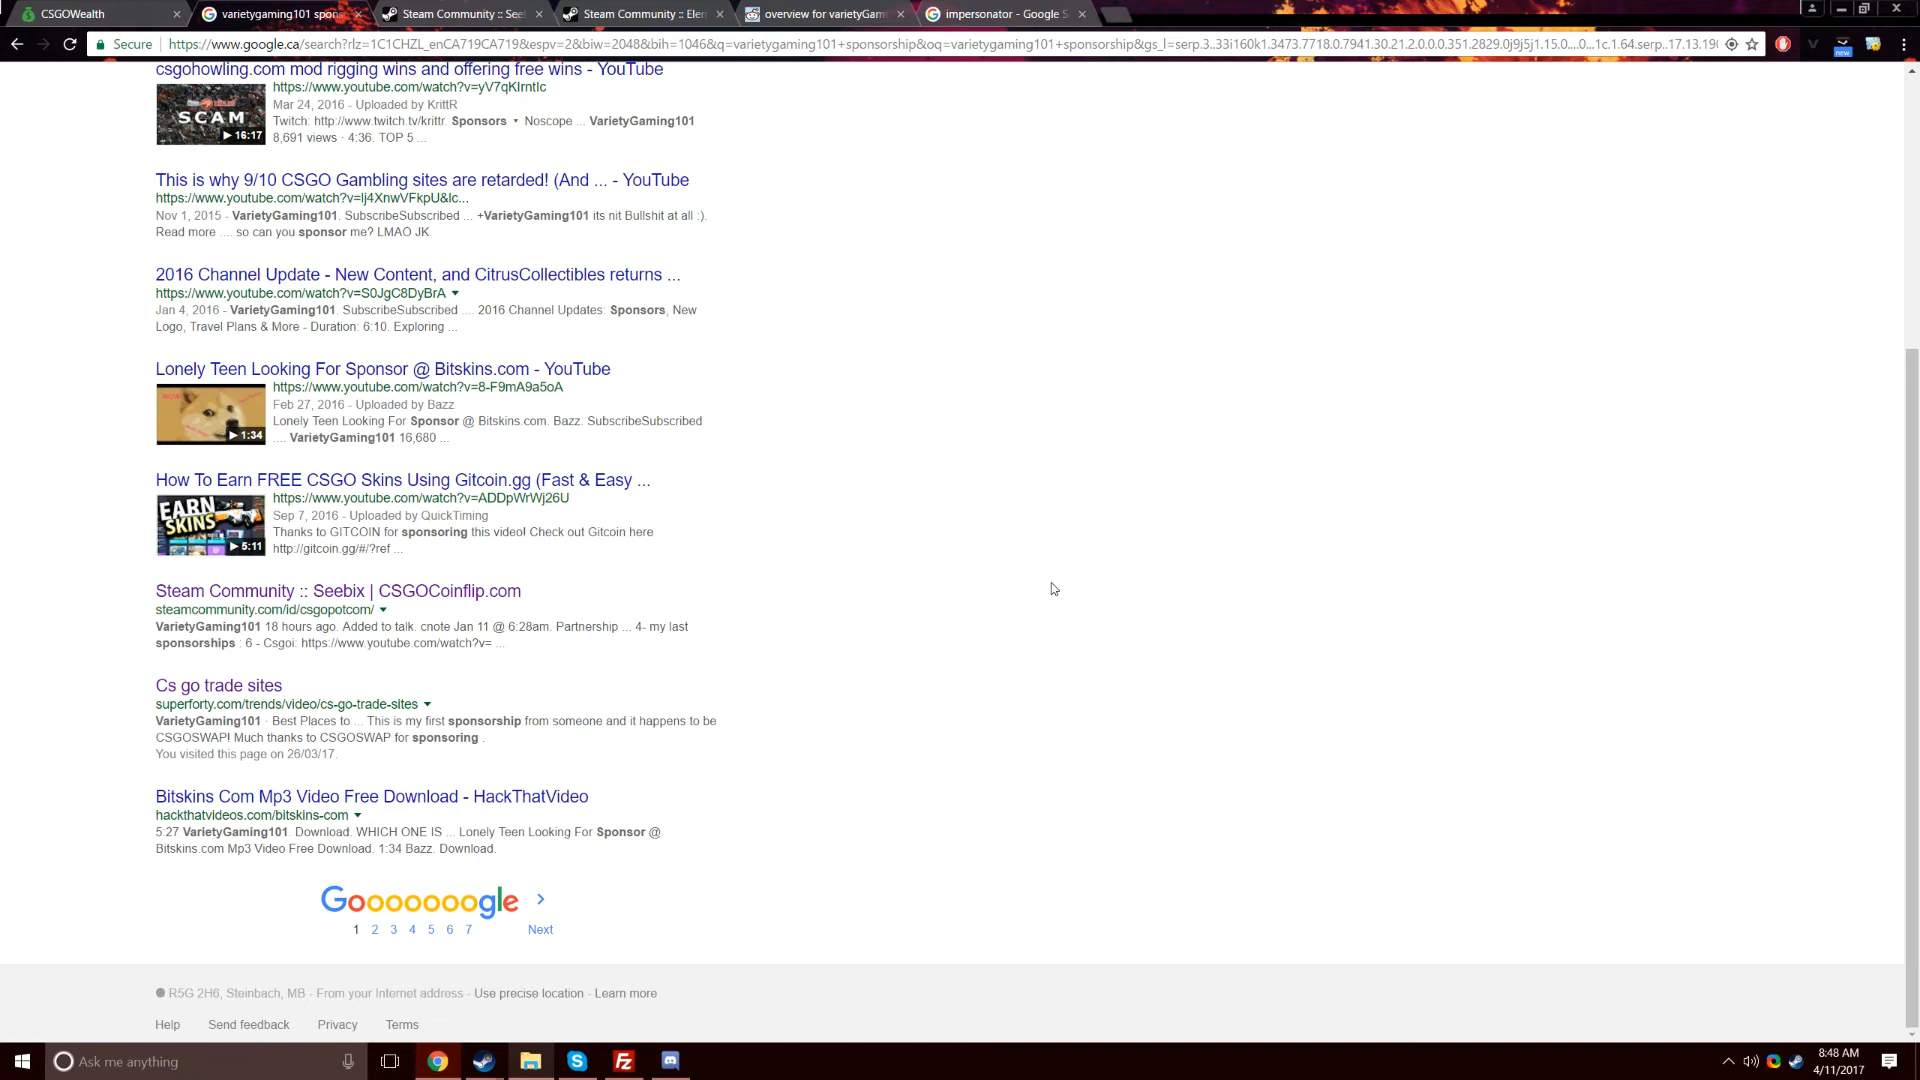 CSGOWealth
varietygaming101 spons
Steam Community :: See
Steam Community :: Elen
overview for varietyGam
impersonator - Google S
Secure
https://www.google.ca/search?rlz=1C1CHZL_enCA719CA719&espv=2&biw=2048&bih=1046&q=varietygaming101+sponsorship&oq=varietygaming101+sponsorship&gs_l=serp.3..33i160k1.3473.7718.0.7941.30.21.2.0.0.0.351.2829.0j9j5j1.15.0....0...1c.1.64.serp..17.13.190
new
csgohowling.com mod rigging wins and offering free wins - YouTube
https://www.youtube.com/watch?v=yV7qKIrntIc
Mar 24, 2016 - Uploaded by KrittR
SCAM
16:17
Twitch: http://www.twitch.tv/krittr. Sponsors • Noscope ... VarietyGaming101
8,691 views · 4:36. TOP 5 ...
This is why 9/10 CSGO Gambling sites are retarded! (And ... - YouTube
https://www.youtube.com/watch?v=lj4XnwVFkpU&lc...
Nov 1, 2015 - VarietyGaming101. SubscribeSubscribed ... +VarietyGaming101 its nit Bullshit at all :).
Read more .... so can you sponsor me? LMAO JK.
2016 Channel Update - New Content, and CitrusCollectibles returns ...
https://www.youtube.com/watch?v=S0JgC8DyBrA
Jan 4, 2016 - VarietyGaming101. SubscribeSubscribed .... 2016 Channel Updates: Sponsors, New
Logo, Travel Plans & More - Duration: 6:10. Exploring ...
Lonely Teen Looking For Sponsor @ Bitskins.com - YouTube
https://www.youtube.com/watch?v=8-F9mA9a5oA
Feb 27, 2016 - Uploaded by Bazz
Lonely Teen Looking For Sponsor @ Bitskins.com. Bazz. SubscribeSubscribed
1:34
.... VarietyGaming101 16,680 ...
How To Earn FREE CSGO Skins Using Gitcoin.gg (Fast & Easy ...
https://www.youtube.com/watch?v=ADDpWrWj26U
EARN
SKINS
Sep 7, 2016 - Uploaded by QuickTiming
Thanks to GITCOIN for sponsoring this video! Check out Gitcoin here
5:11
http://gitcoin.gg/#/?ref ...
Steam Community :: Seebix | CSGOCoinflip.com
steamcommunity.com/id/csgopotcom/
VarietyGaming101 18 hours ago. Added to talk. cnote Jan 11 @ 6:28am. Partnership ... 4- my last
sponsorships : 6 - Csgoi: https://www.youtube.com/watch?v= ...
Cs go trade sites
superforty.com/trends/video/cs-go-trade-sites
VarietyGaming101 · Best Places to ... This is my first sponsorship from someone and it happens to be
CSGOSWAP! Much thanks to CSGOSWAP for sponsoring .
You visited this page on 26/03/17.
Bitskins Com Mp3 Video Free Download - HackThatVideo
hackthatvideos.com/bitskins-com
5:27 VarietyGaming101. Download. WHICH ONE IS ... Lonely Teen Looking For Sponsor @
Bitskins.com Mp3 Video Free Download. 1:34 Bazz. Download.
Goooooooogle
1 2 3 4 5 6 7 Next
R5G 2H6, Steinbach, MB - From your Internet address - Use precise location - Learn more
Help Send feedback Privacy Terms
Ask me anything
8:48 AM
4/11/2017